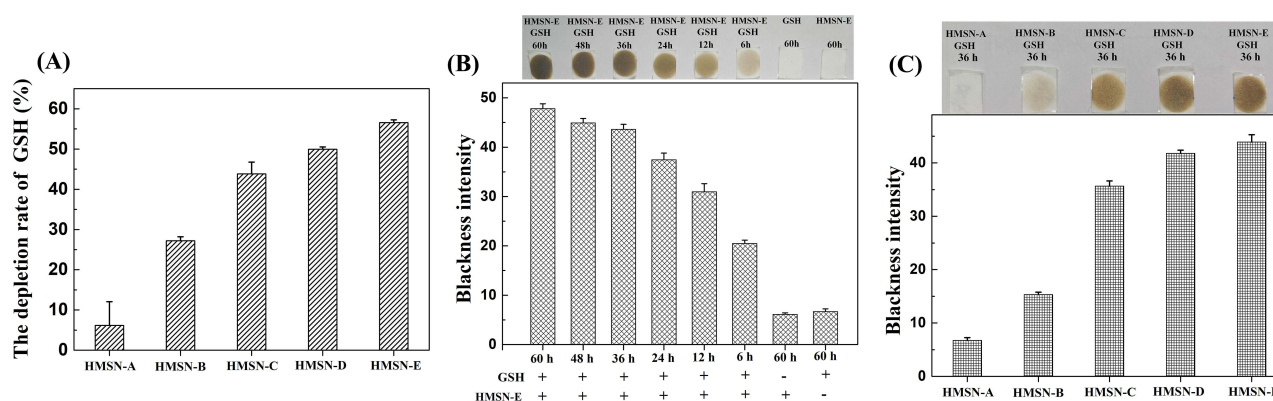 (A)
The depletion rate of GSH (%)
60
50
40
30
20
10
0
HMSN-A HMSN-B HMSN-C HMSN-D HMSN-E
(B)
HMSN-E HMSN-E HMSN-E HMSN-E HMSN-E HMSN-E GSH HMSN-E
GSH GSH GSH GSH GSH GSH
60h 48h 36h 24h 12h 6h 60h 60h
Blackness intensity
50
40
30
20
10
0
60 h 48 h 36 h 24 h 12 h 6 h 60 h 60 h
GSH + + + + + + - +
HMSN-E + + + + + + + -
(C)
HMSN-A HMSN-B HMSN-C HMSN-D HMSN-E
GSH GSH GSH GSH GSH
36 h 36 h 36 h 36 h 36 h
Blackness intensity
40
30
20
10
0
HMSN-A HMSN-B HMSN-C HMSN-D HMSN-E